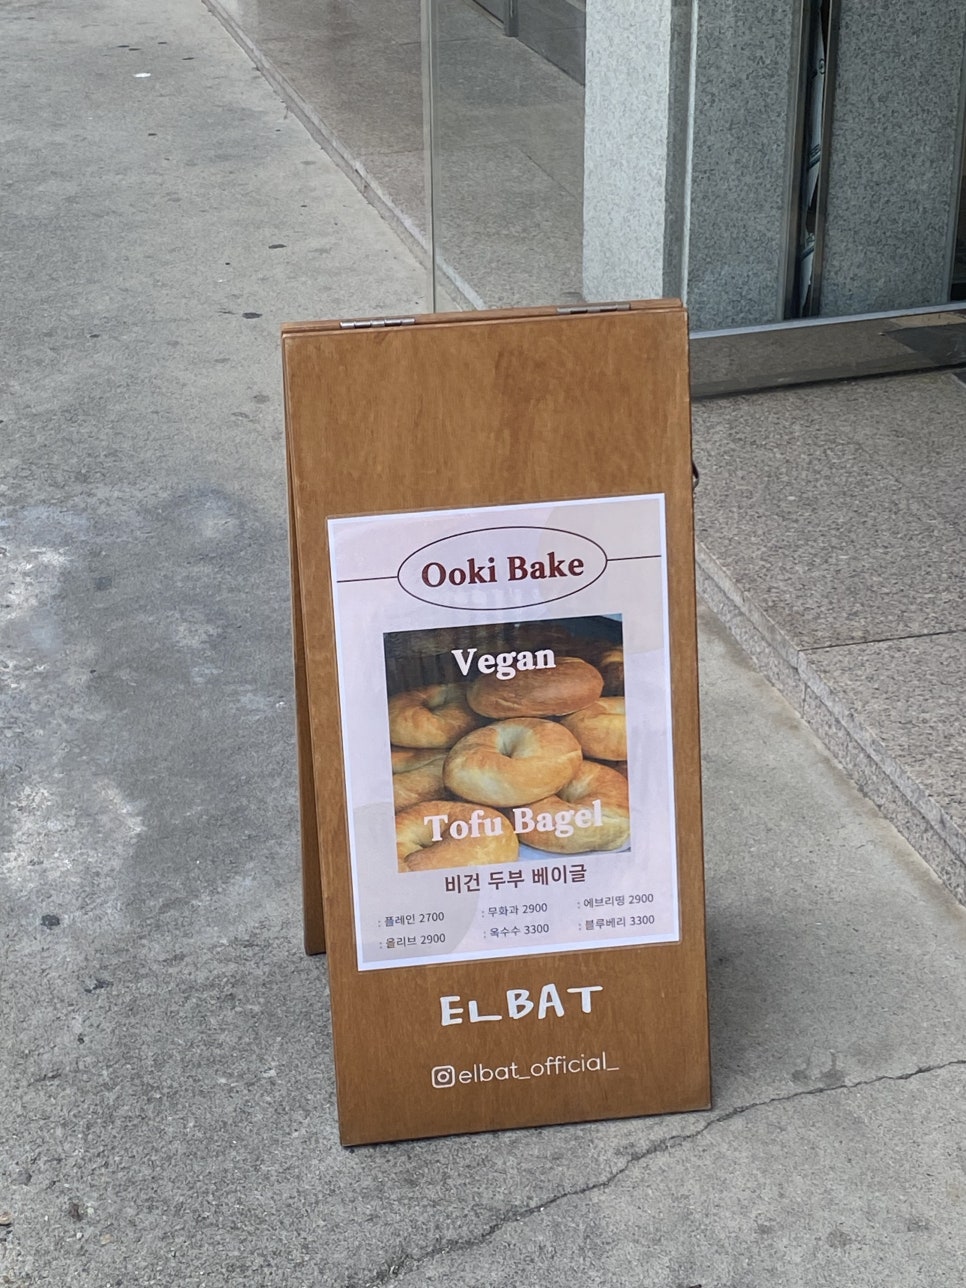 Ooki Bake
Vegan
Tofu Bagel
비건 두부 베이글
: 플레인 2700 : 무화과 2900 : 에브리띵 2900
: 올리브 2900 : 옥수수 3300 : 블루베리 3300
ELBAT
elbat_official_